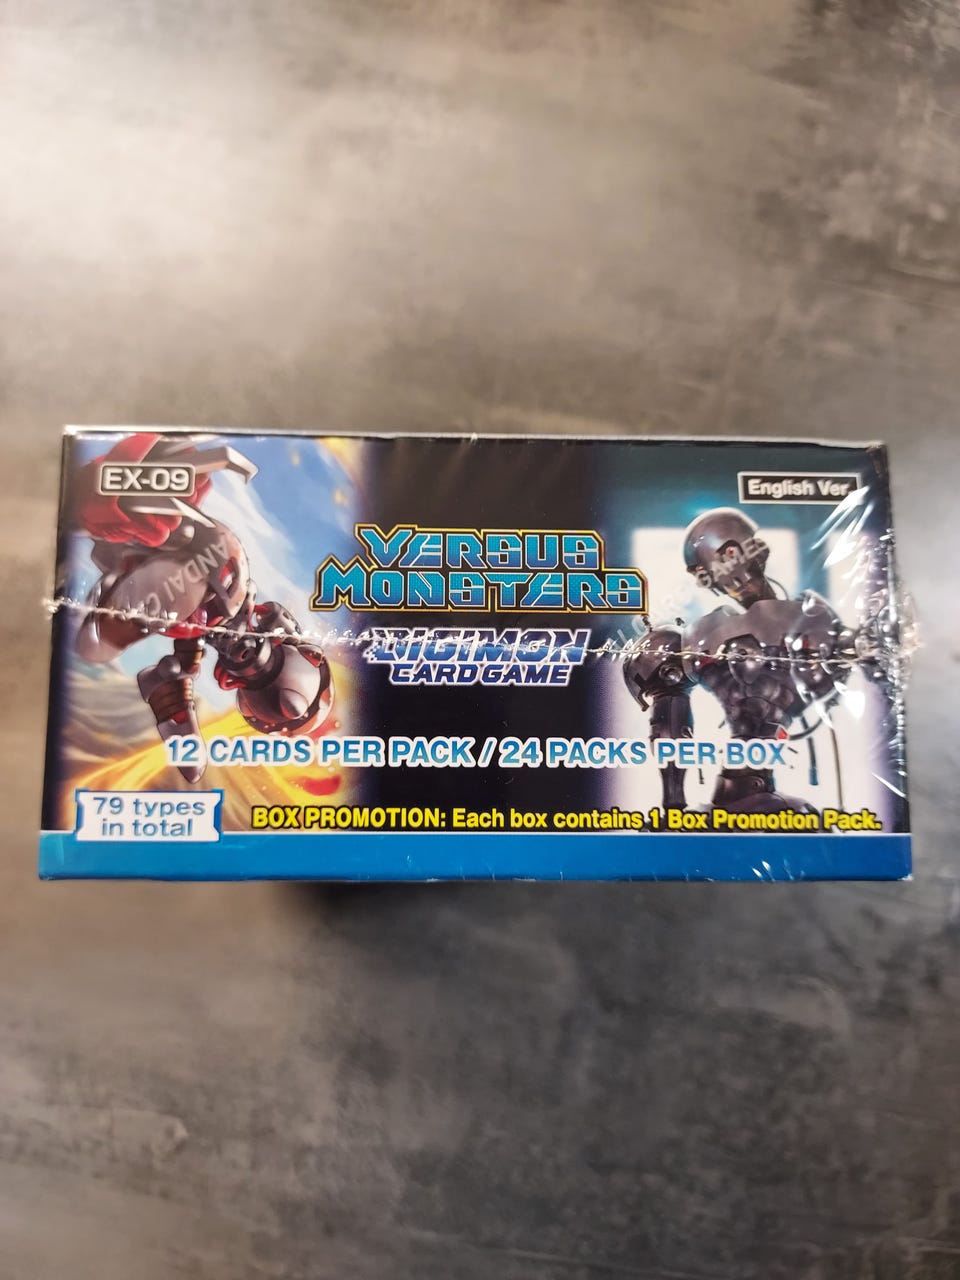 EX-09
English Ver.
VERSUS
MONSTERS
DIGIMON
CARD GAME
12 CARDS PER PACK / 24 PACKS PER BOX
79 types
in total
BOX PROMOTION: Each box contains 1 Box Promotion Pack.